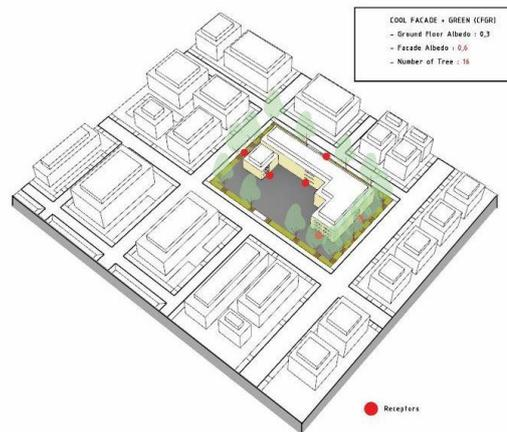 COOL FACADE + GREEN (CFGR)
- Ground Floor Albedo : 0,3
- Facade Albedo : 0,6
- Number of Tree : 16
Receptors